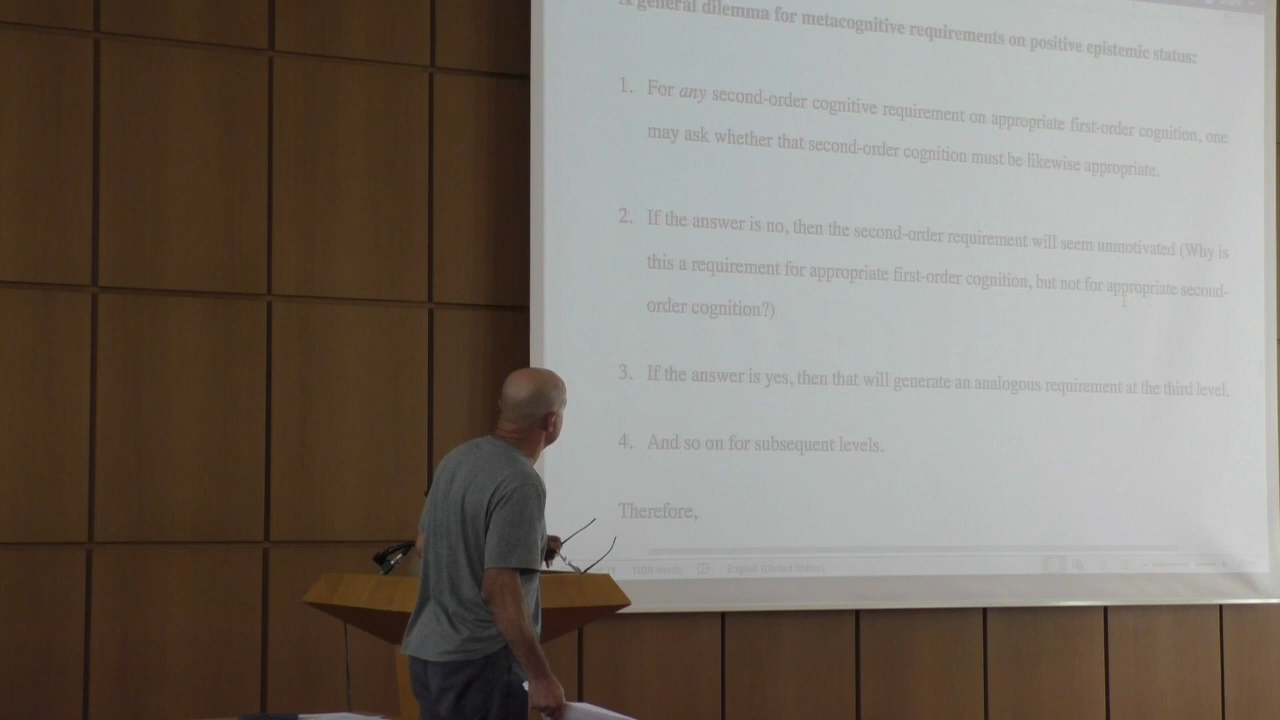 A general dilemma for metacognitive requirements on positive epistemic status:
1. For any second-order cognitive requirement on appropriate first-order cognition, one
may ask whether that second-order cognition must be likewise appropriate.
2. If the answer is no, then the second-order requirement will seem unmotivated (Why is
this a requirement for appropriate first-order cognition, but not for appropriate second-
order cognition?)
3. If the answer is yes, then that will generate an analogous requirement at the third level.
4. And so on for subsequent levels.
Therefore,
words English (United States)